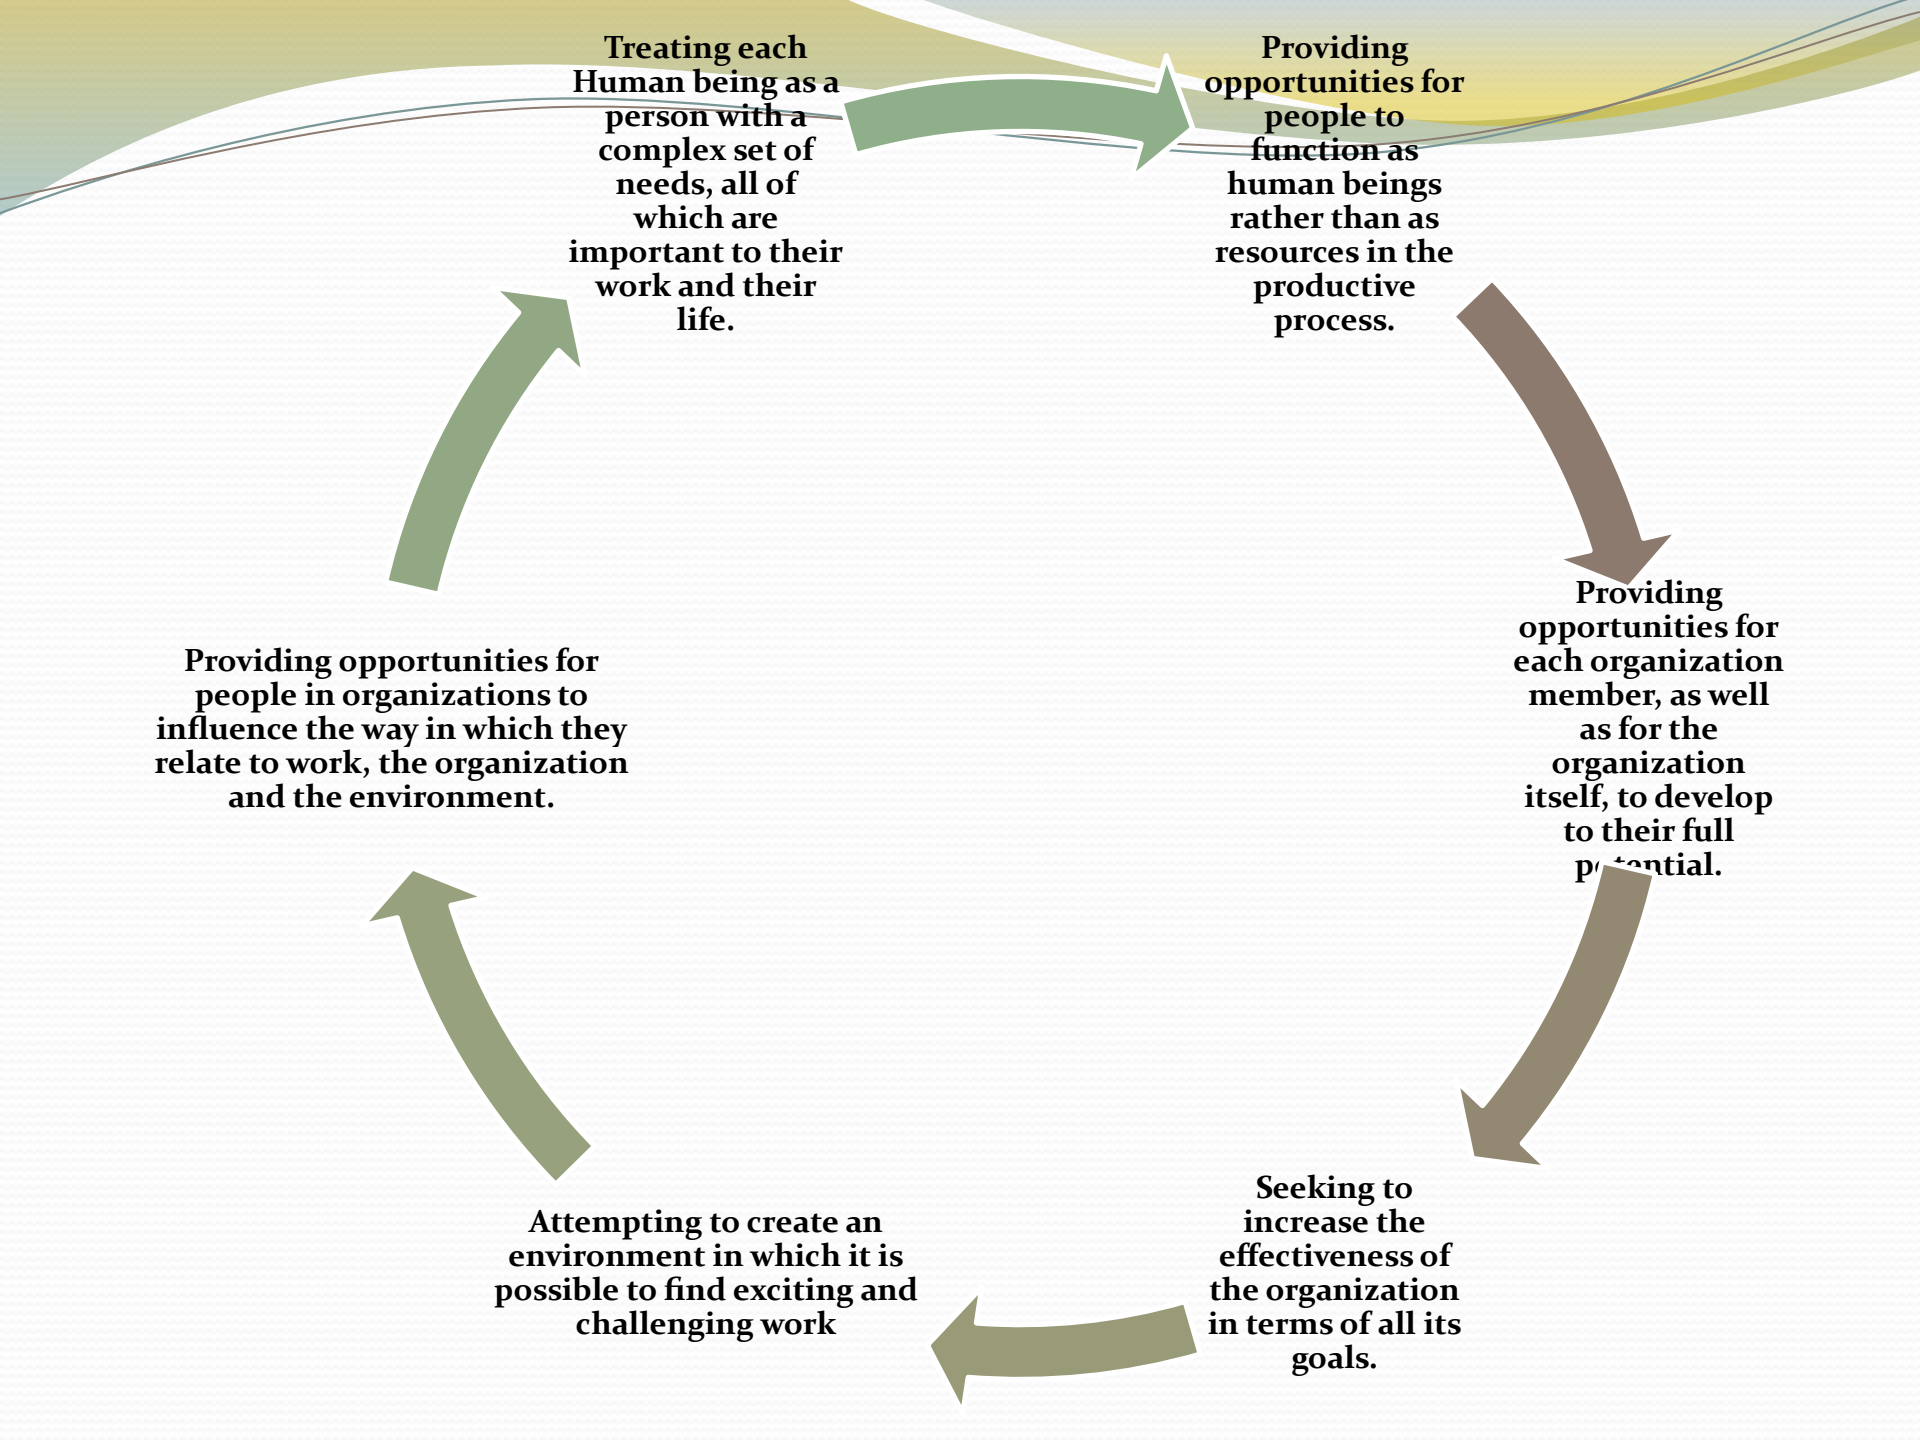 Treating each
Human being as a
person with a
complex set of
needs, all of
which are
important to their
work and their
life.
Providing
opportunities for
people to
function as
human beings
rather than as
resources in the
productive
process.
Providing
opportunities for
each organization
member, as well
as for the
organization
itself, to develop
to their full
potential.
Seeking to
increase the
effectiveness of
the organization
in terms of all its
goals.
Attempting to create an
environment in which it is
possible to find exciting and
challenging work
Providing opportunities for
people in organizations to
influence the way in which they
relate to work, the organization
and the environment.